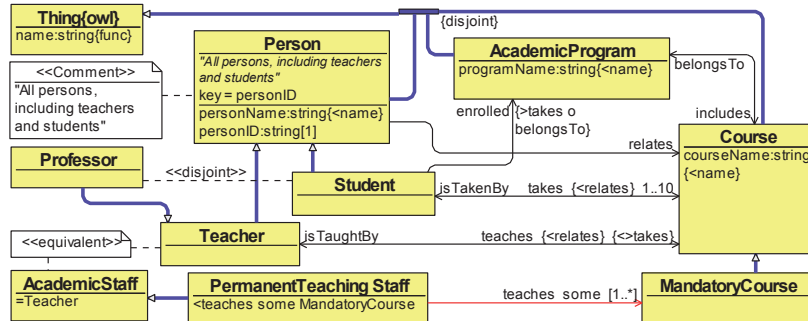 Thing{owl}
name:string{func}
{disjoint}
Person
"All persons, including teachers
and students"
key = personID
personName:string{<name}
personID:string[1]
AcademicProgram
programName:string{<name}
belongsTo
<<Comment>>
"All persons,
including teachers
and students"
enrolled {>takes o
belongsTo}
includes
Professor
<<disjoint>>
Student
relates
Course
courseName:string
{<name}
isTakenBy takes {<relates} 1..10
Teacher
isTaughtBy teaches {<relates} {<>takes}
<<equivalent>>
AcademicStaff
=Teacher
PermanentTeaching Staff
<teaches some MandatoryCourse
teaches some [1..*]
MandatoryCourse